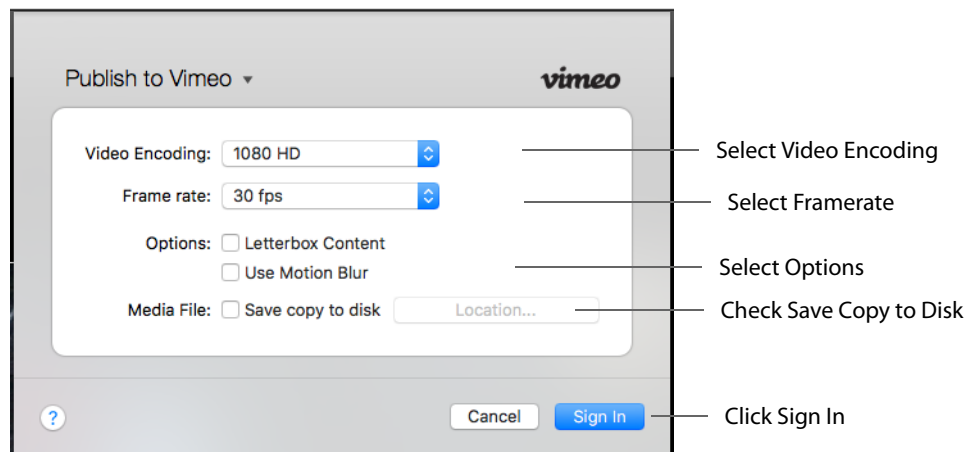 Publish to Vimeo
vimeo
Video Encoding: 1080 HD
Select Video Encoding
Frame rate: 30 fps
Select Framerate
Options: Letterbox Content
Use Motion Blur
Select Options
Media File: Save copy to disk Location...
Check Save Copy to Disk
? Cancel Sign In
Click Sign In